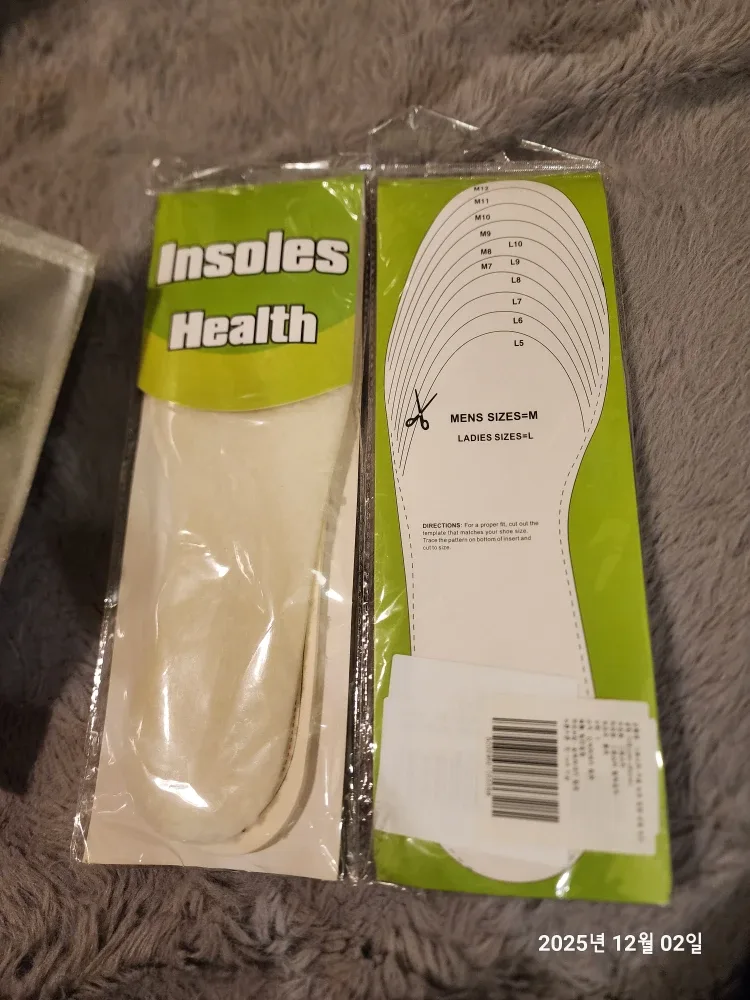 Insoles
Health
M12
M11
M10
M9
L10
M8
L9
M7
L8
L7
L6
L5
MENS SIZES=M
LADIES SIZES=L
DIRECTIONS: For a proper fit, cut out the
template that matches your shoe size.
Trace the pattern on bottom of insert and
cut to size.
2025년 12월 02일